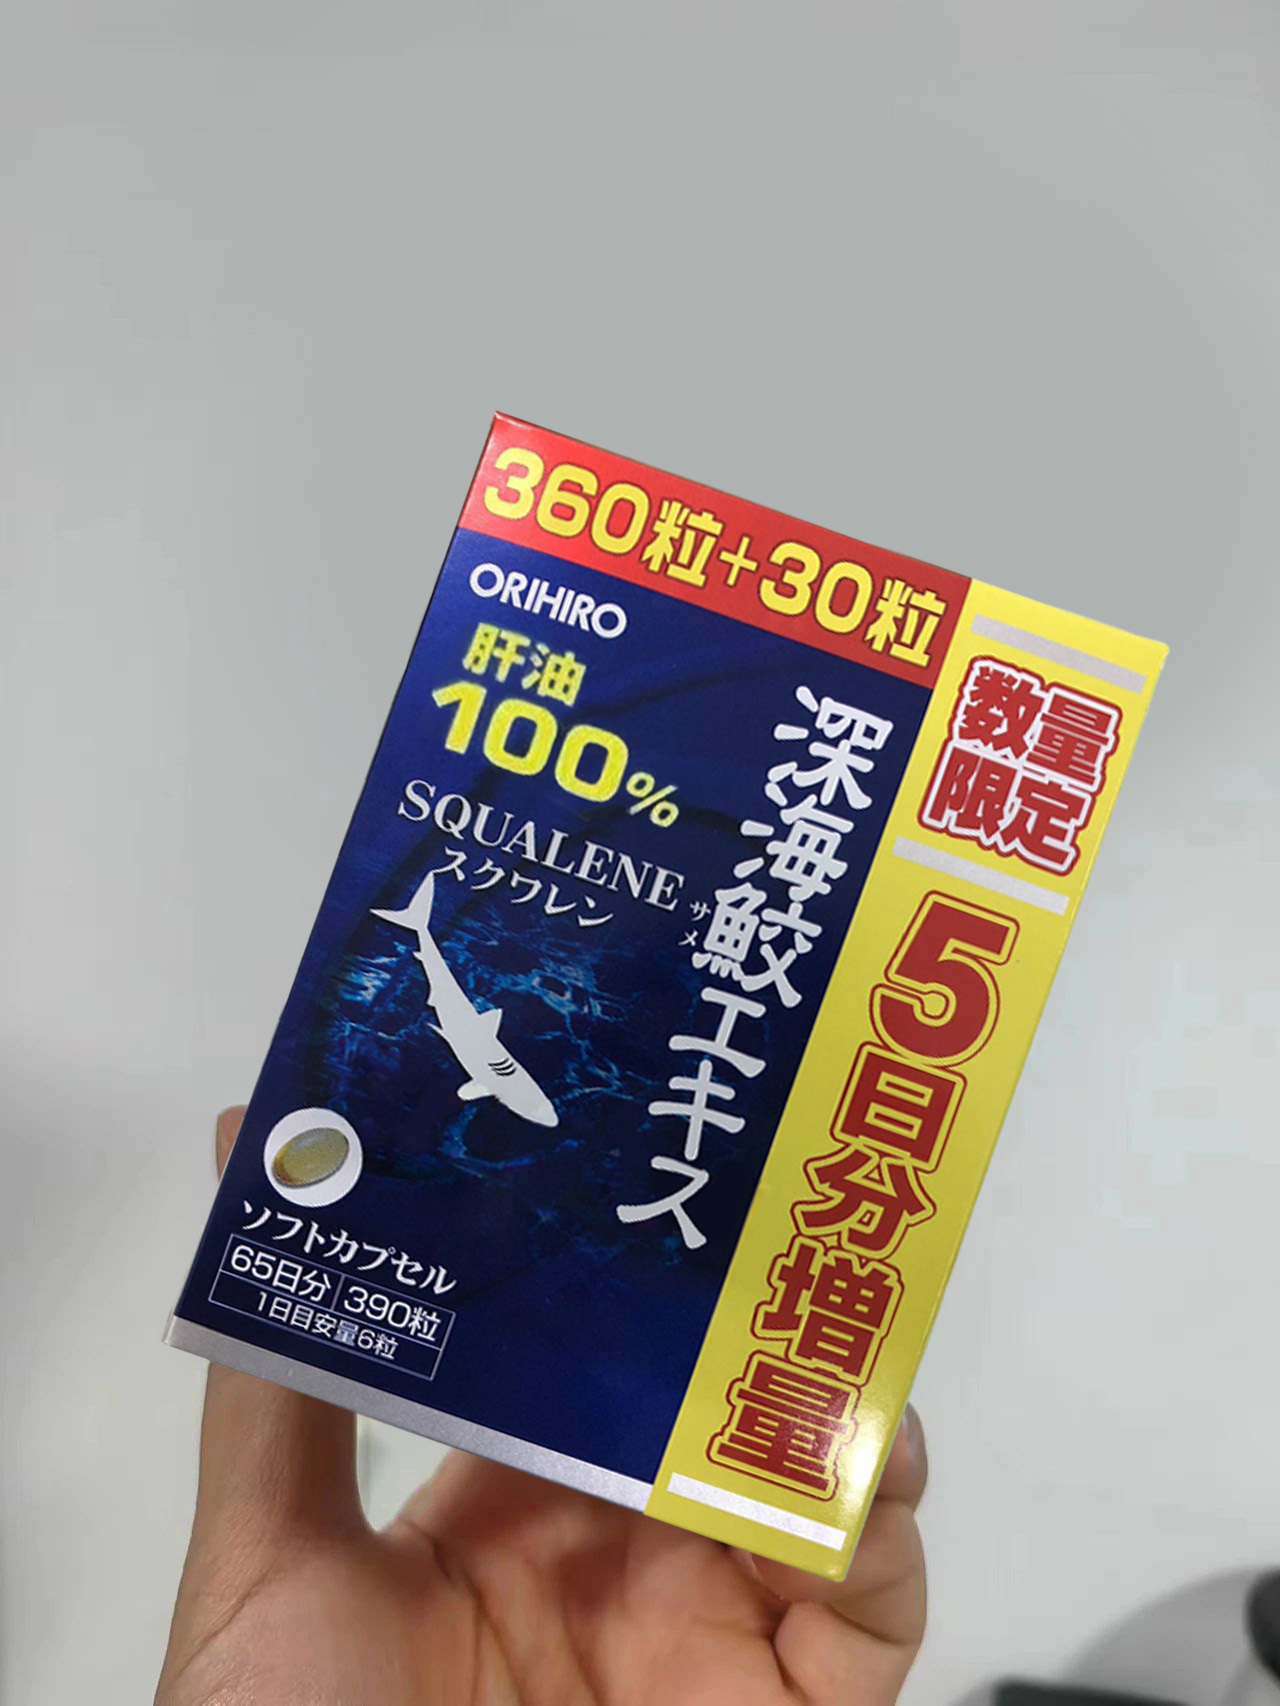 360粒+30粒
ORIHIRO
肝油
100%
SQUALENE
スクワレン
深海鮫エキス
サメ
数量
限定
5日分増量
ソフトカプセル
65日分 390粒
1日目安量6粒